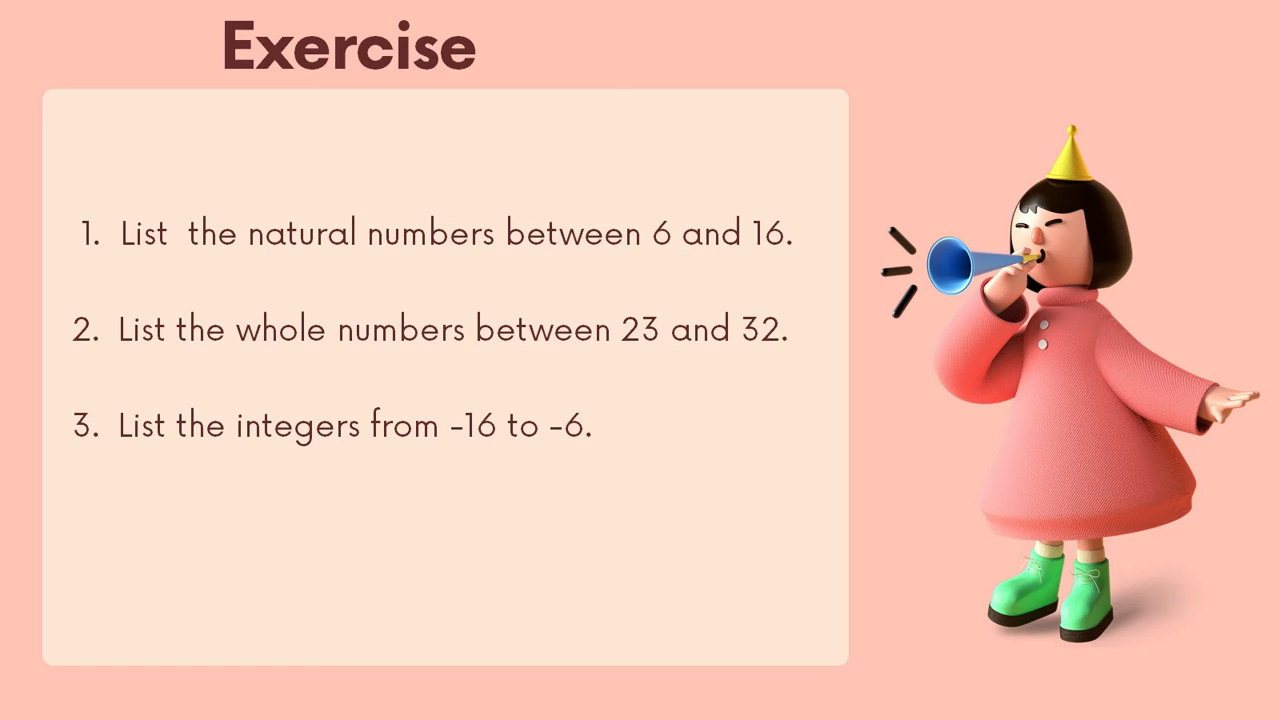 Exercise
1. List the natural numbers between 6 and 16.
2. List the whole numbers between 23 and 32.
3. List the integers from -16 to -6.